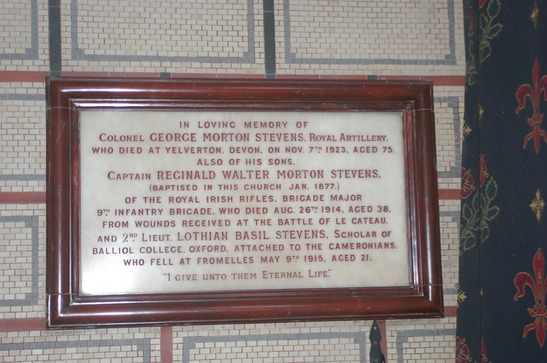 IN LOVING MEMORY OF
COLONEL GEORGE MORTON STEVENS, ROYAL ARTILLERY,
WHO DIED AT YELVERTON, DEVON, ON NOV. 7TH 1923, AGED 75.
ALSO OF HIS SONS,
CAPTAIN REGINALD WALTER MORTON STEVENS,
(BAPTISED IN THIS CHURCH JAN. 1877.)
OF THE ROYAL IRISH RIFLES, BRIGADE MAJOR
9TH INFANTRY BRIGADE, WHO DIED AUG. 26TH 1914, AGED 38,
FROM WOUNDS RECEIVED AT THE BATTLE OF LE CATEAU.
AND 2ND LIEUT. LOTHIAN BASIL STEVENS, SCHOLAR OF
BALLIOL COLLEGE, OXFORD, ATTACHED TO THE CAMERONIANS.
WHO FELL AT FROMELLES MAY 9TH 1915, AGED 21.
"I GIVE UNTO THEM ETERNAL LIFE"